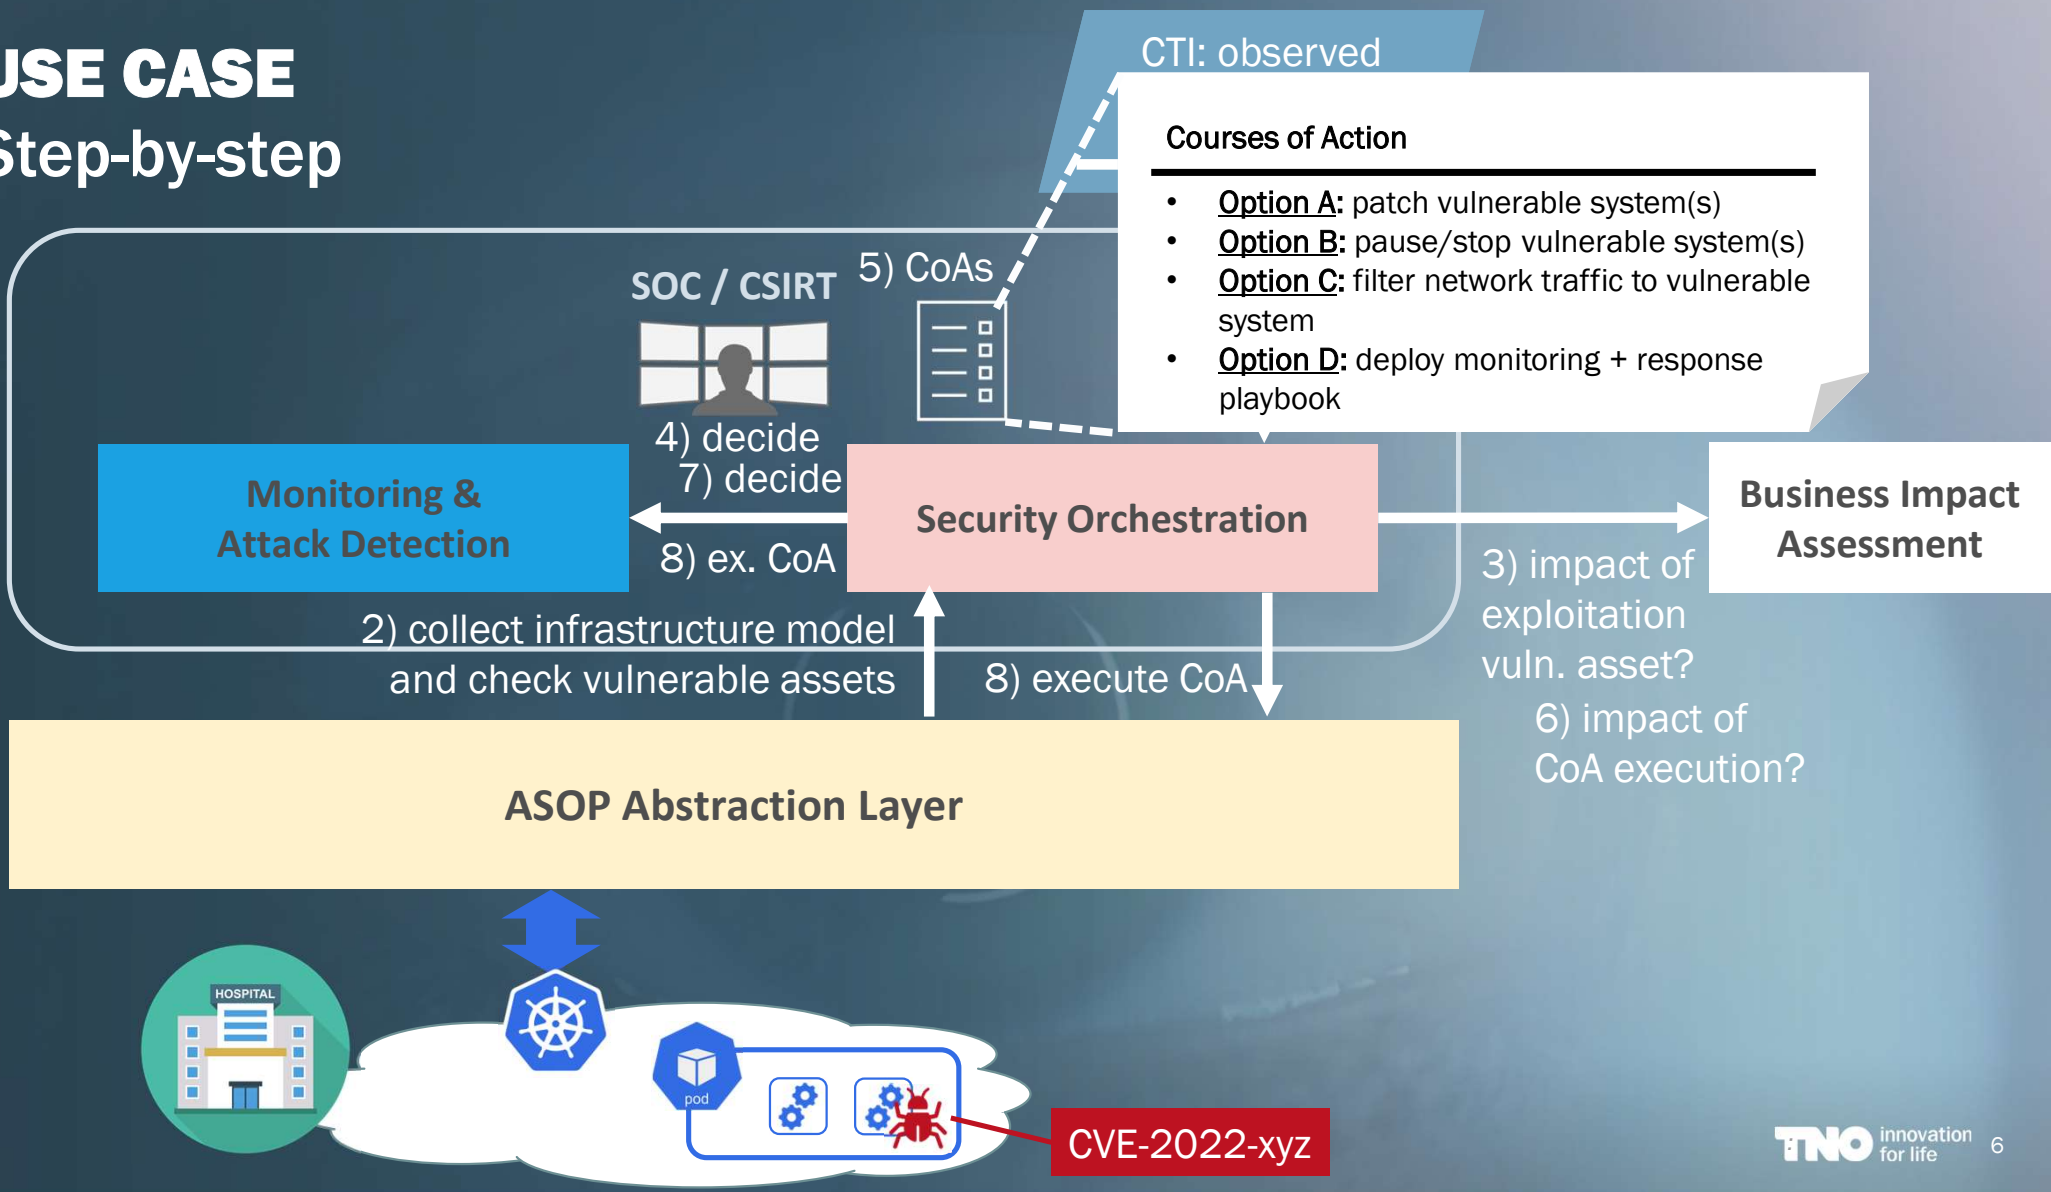 USE CASE
Step-by-step
CTI: observed
Courses of Action
• Option A: patch vulnerable system(s)
• Option B: pause/stop vulnerable system(s)
• Option C: filter network traffic to vulnerable
system
• Option D: deploy monitoring + response
playbook
SOC / CSIRT
5) CoAs
4) decide
7) decide
Monitoring &
Attack Detection
8) ex. CoA
Security Orchestration
Business Impact
Assessment
3) impact of
exploitation
vuln. asset?
6) impact of
CoA execution?
2) collect infrastructure model
and check vulnerable assets
8) execute CoA
ASOP Abstraction Layer
HOSPITAL
pod
CVE-2022-xyz
TNO innovation
for life
6